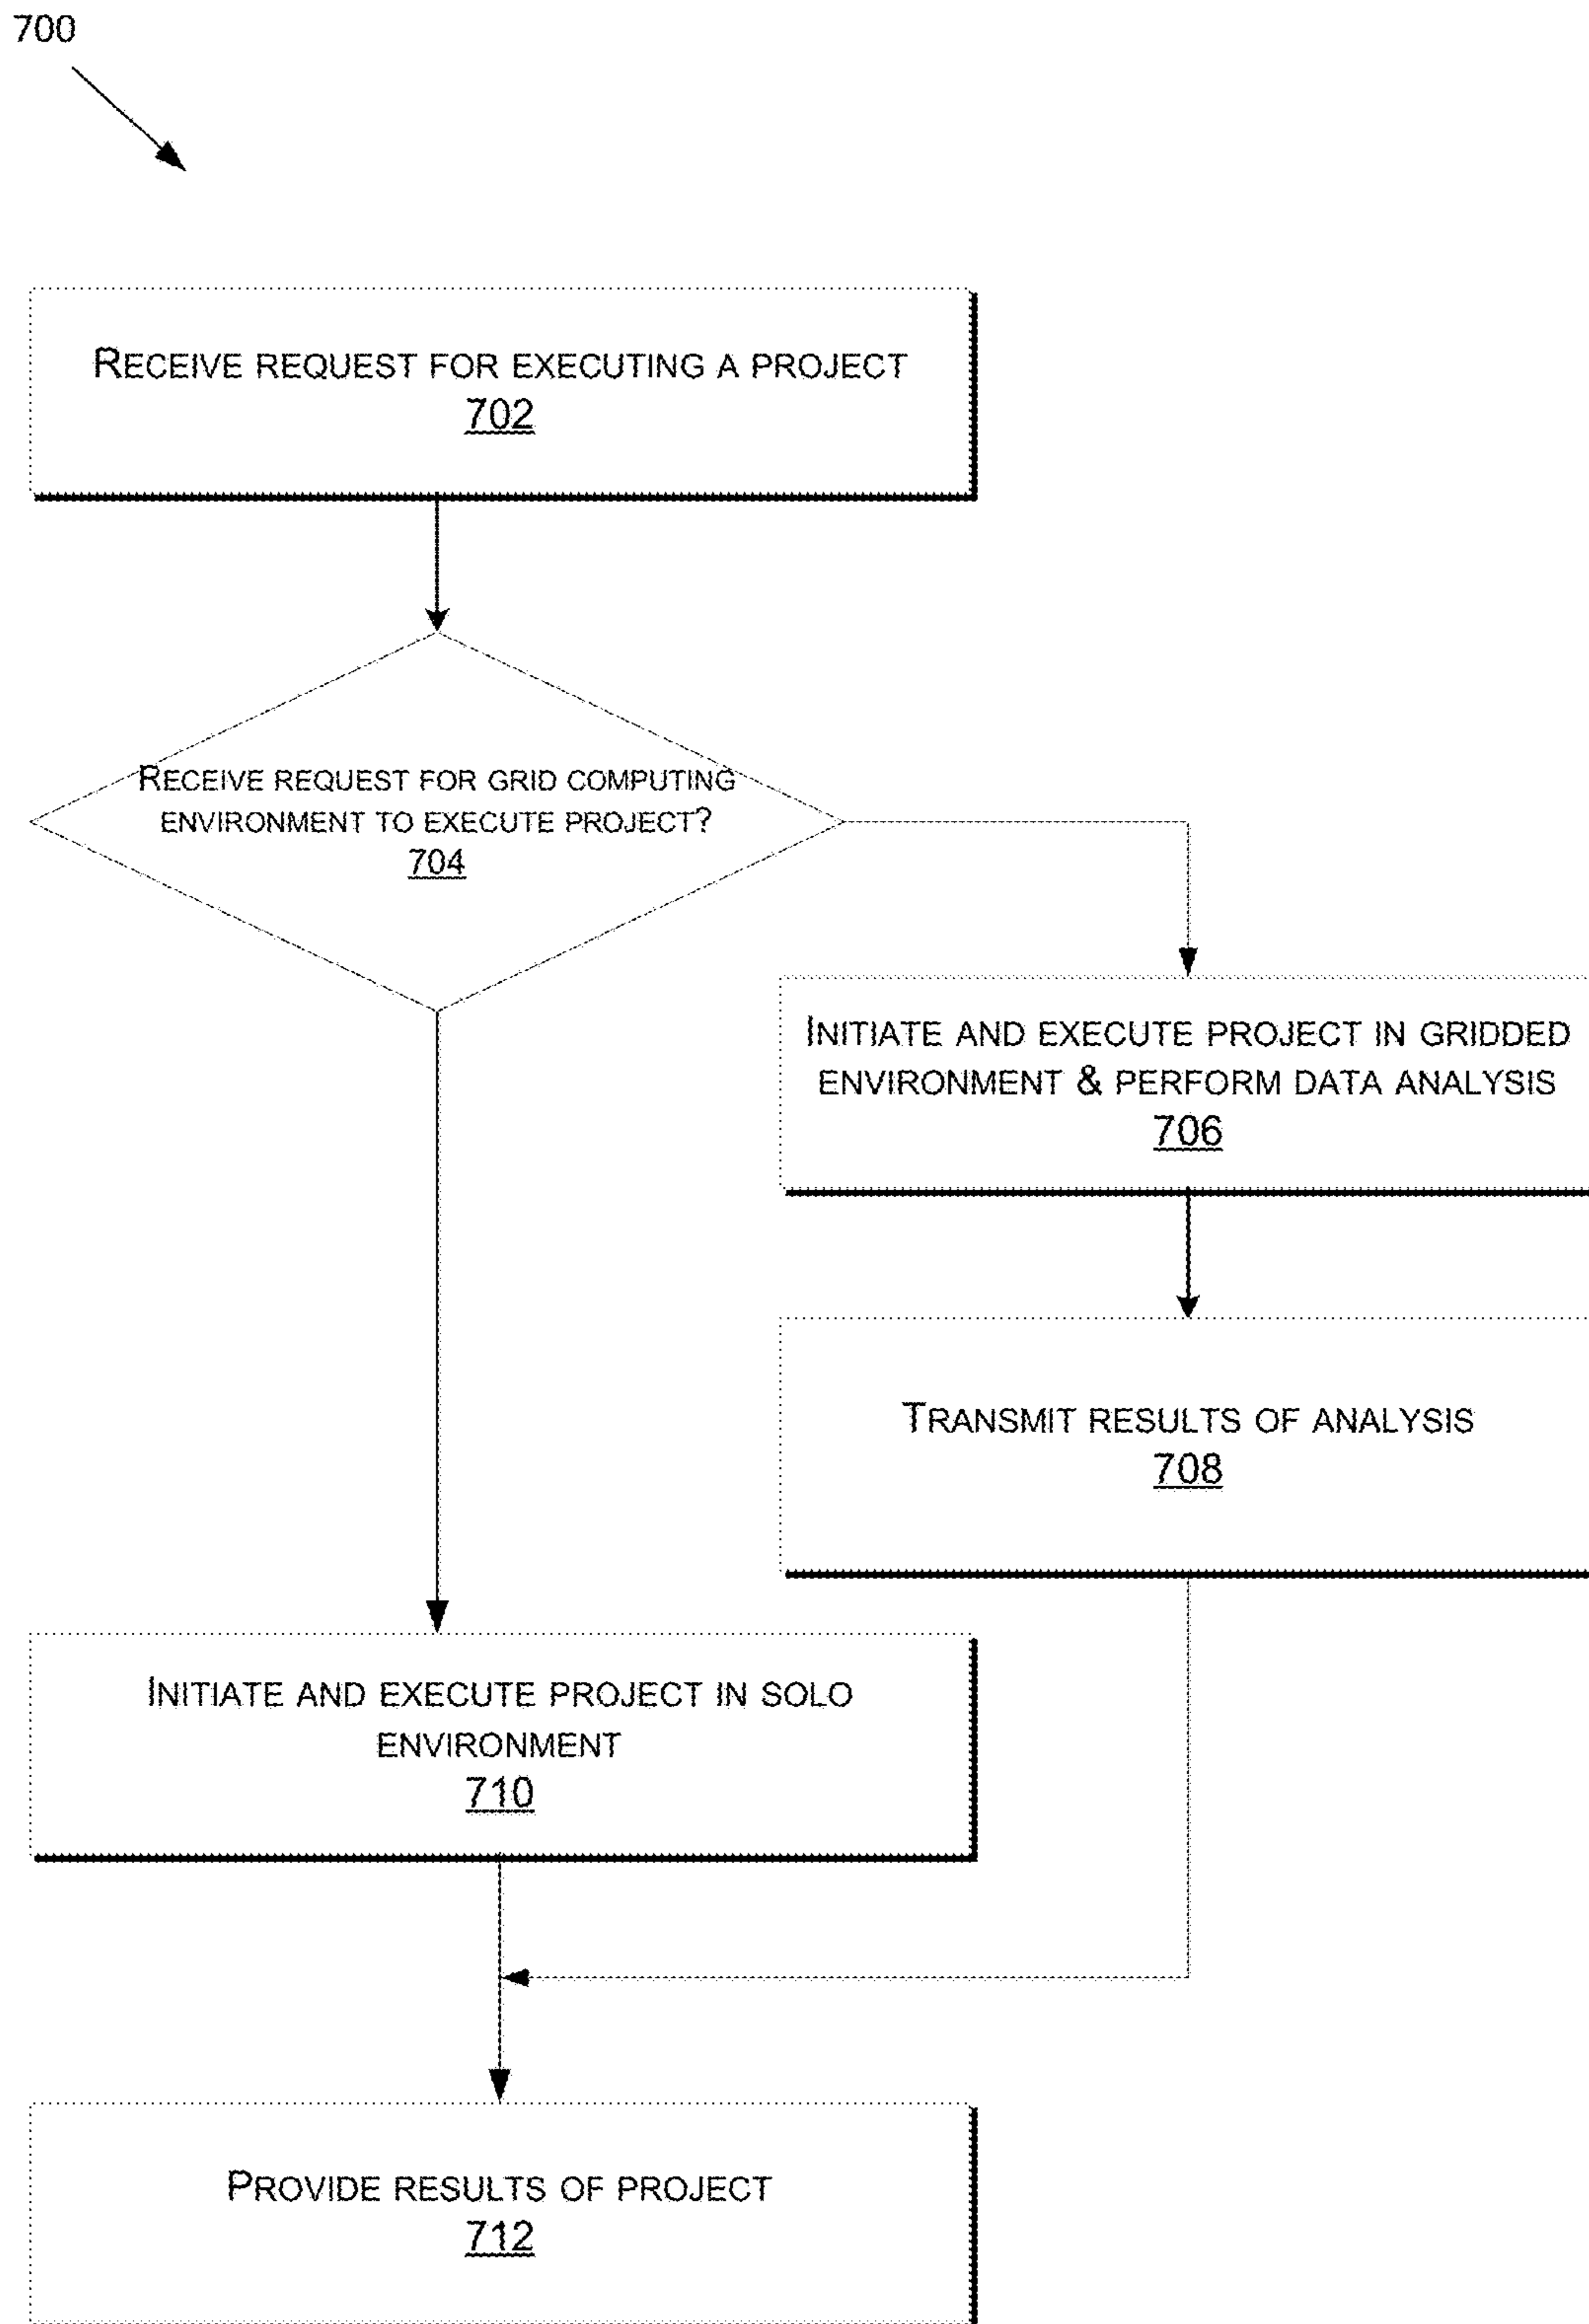 700
RECEIVE REQUEST FOR EXECUTING A PROJECT
702
RECEIVE REQUEST FOR GRID COMPUTING
ENVIRONMENT TO EXECUTE PROJECT?
704
INITIATE AND EXECUTE PROJECT IN GRIDDED
ENVIRONMENT & PERFORM DATA ANALYSIS
706
TRANSMIT RESULTS OF ANALYSIS
708
INITIATE AND EXECUTE PROJECT IN SOLO
ENVIRONMENT
710
PROVIDE RESULTS OF PROJECT
712